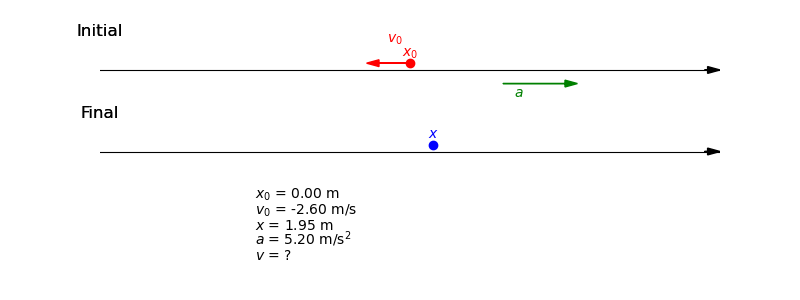 Initial
v₀
x₀
a
Final
x
x₀ = 0.00 m
v₀ = -2.60 m/s
x = 1.95 m
a = 5.20 m/s²
v = ?